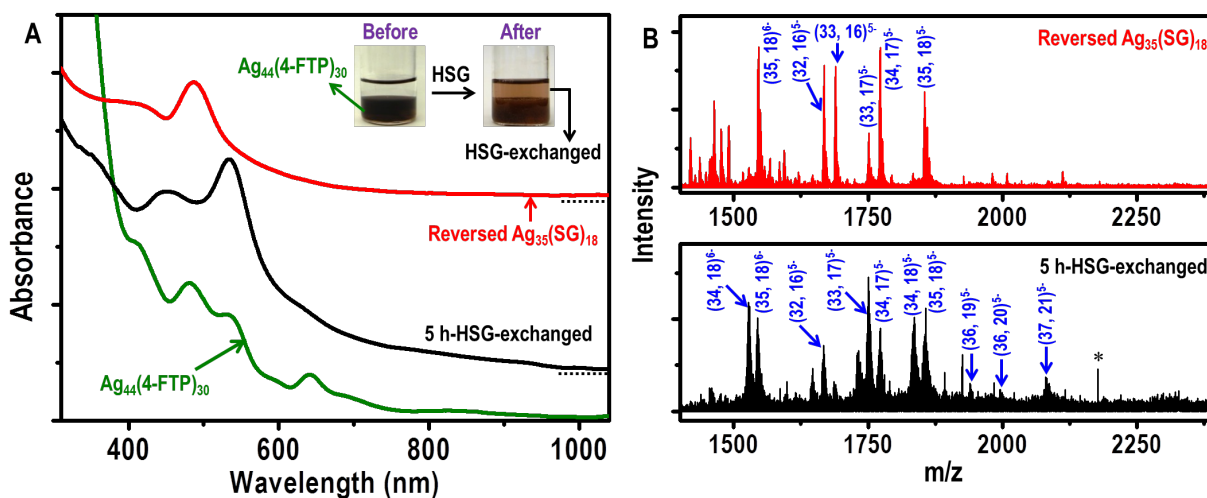 A
Before
After
Ag44(4-FTP)30
HSG
HSG-exchanged
Reversed Ag35(SG)18
5 h-HSG-exchanged
Ag44(4-FTP)30
Absorbance
400
600
800
1000
Wavelength (nm)
B
Reversed Ag35(SG)18
(35, 18)6-
(32, 16)5-
(33, 16)5-
(33, 17)5-
(34, 17)5-
(35, 18)5-
1500
1750
2000
2250
Intensity
5 h-HSG-exchanged
(34, 18)6-
(35, 18)6-
(32, 16)5-
(33, 17)5-
(34, 17)5-
(34, 18)5-
(35, 18)5-
(36, 19)5-
(36, 20)5-
(37, 21)5-
*
1500
1750
2000
2250
m/z